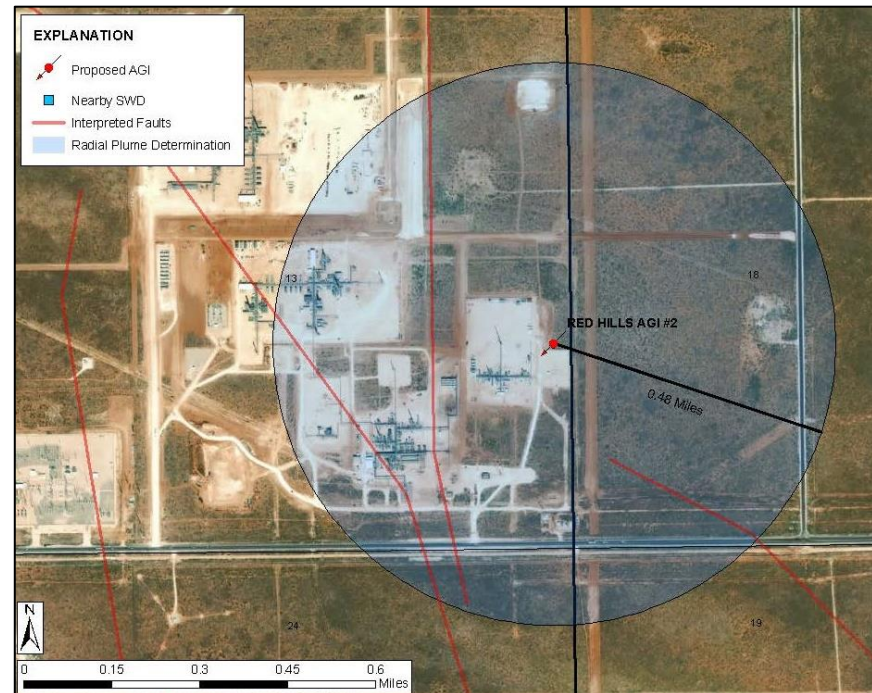 EXPLANATION
Proposed AGI
Nearby SWD
Interpreted Faults
Radial Plume Determination
13
18
RED HILLS AGI #2
0.48 Miles
24
19
N
0 0.15 0.3 0.45 0.6
Miles